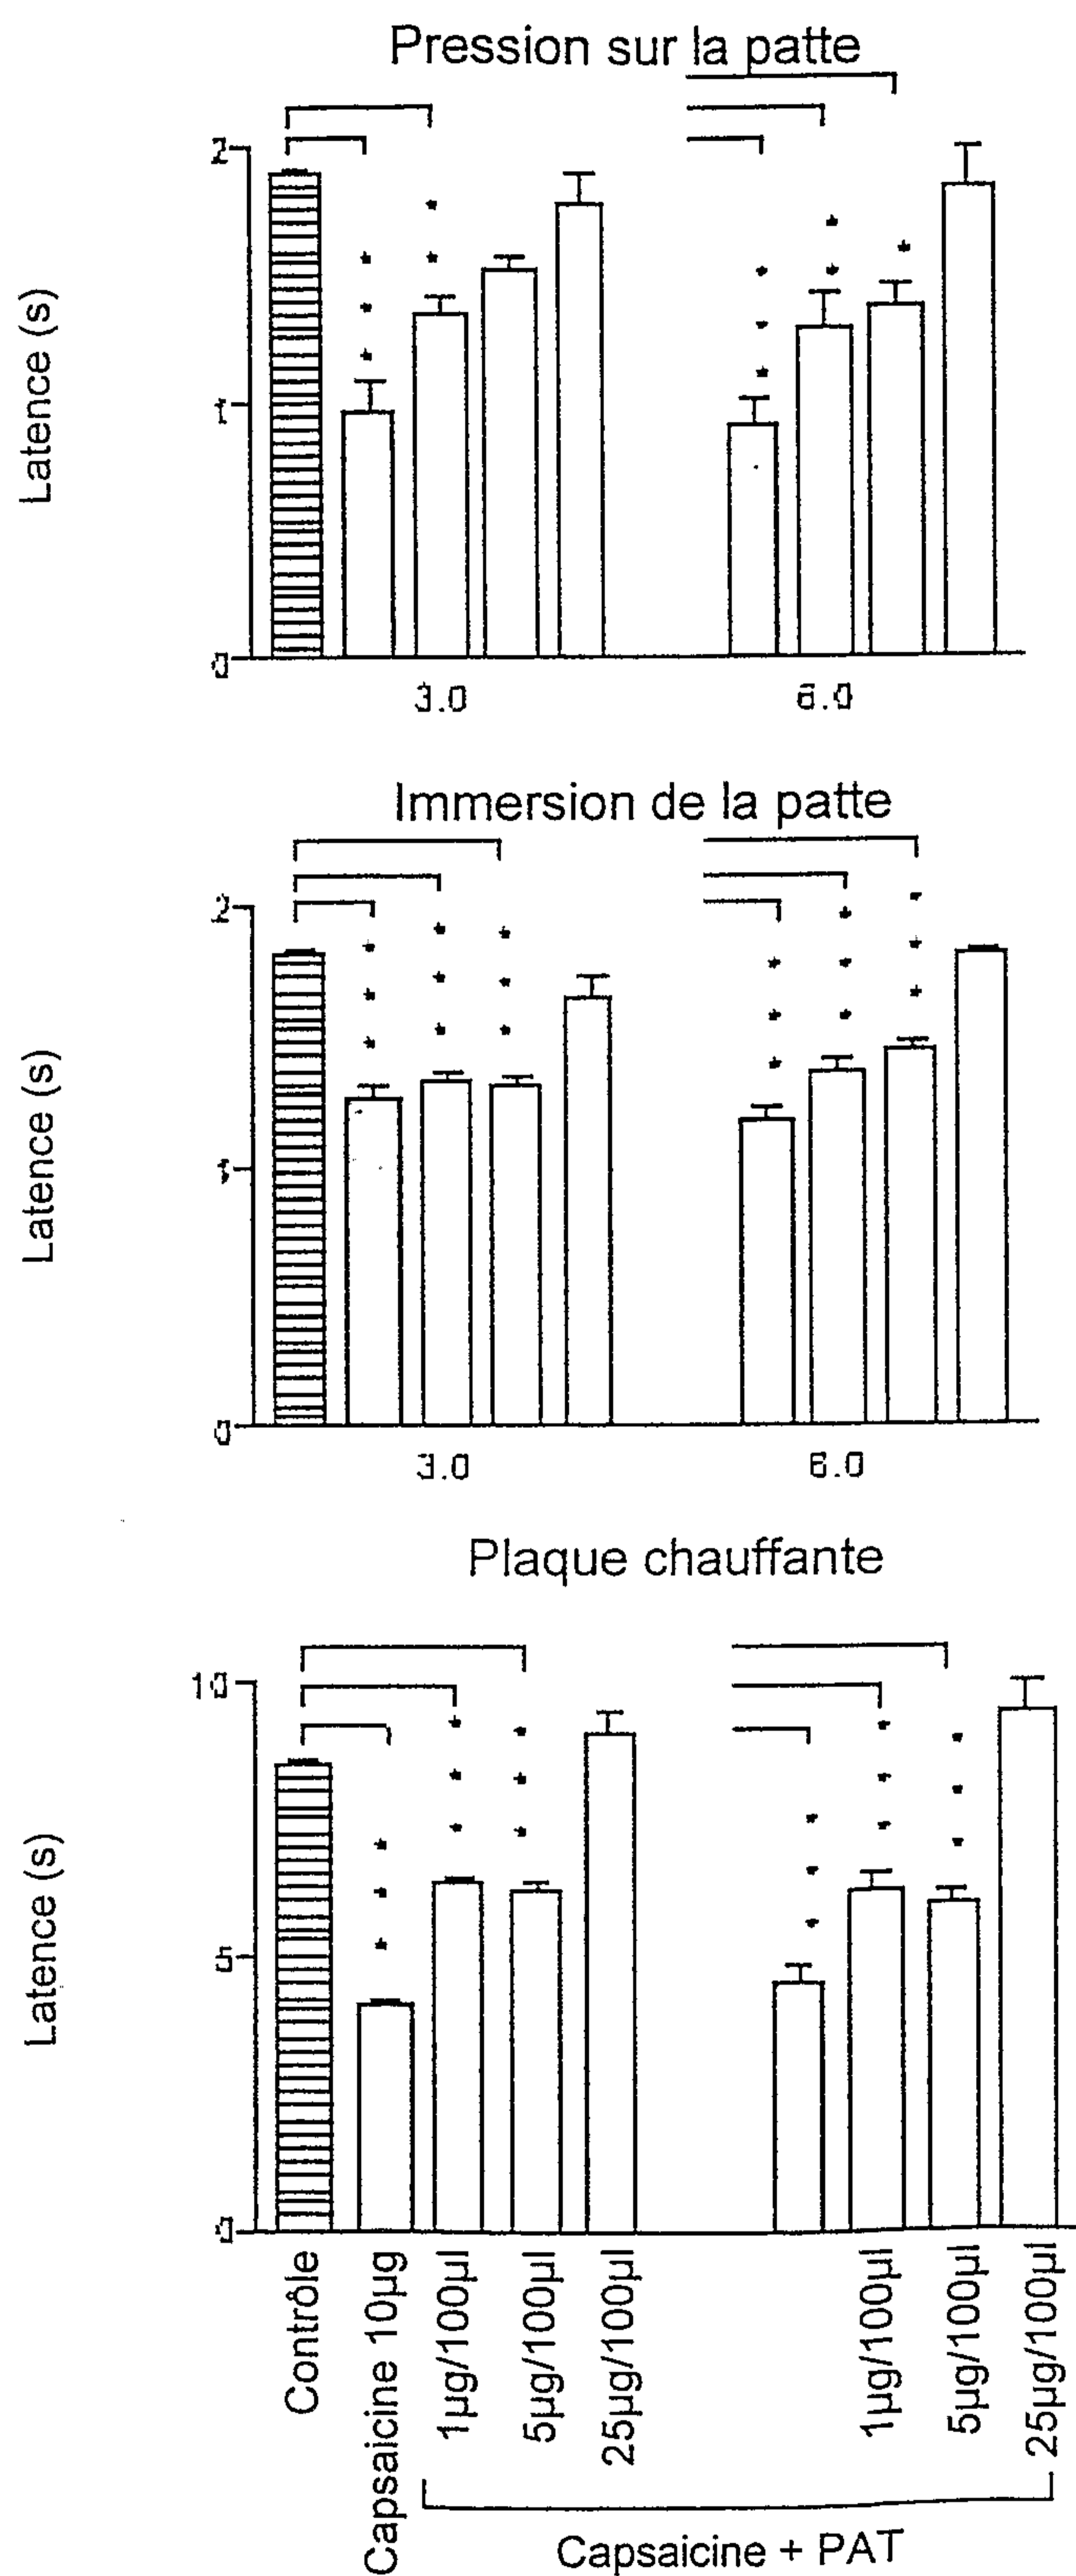 Pression sur la patte
Latence (s)
2
1
0
3.0
6.0
Immersion de la patte
Latence (s)
2
1
0
3.0
6.0
Plaque chauffante
Latence (s)
10
5
0
Contrôle
Capsaicine 10µg
1µg/100µl
5µg/100µl
25µg/100µl
1µg/100µl
5µg/100µl
25µg/100µl
Capsaicine + PAT